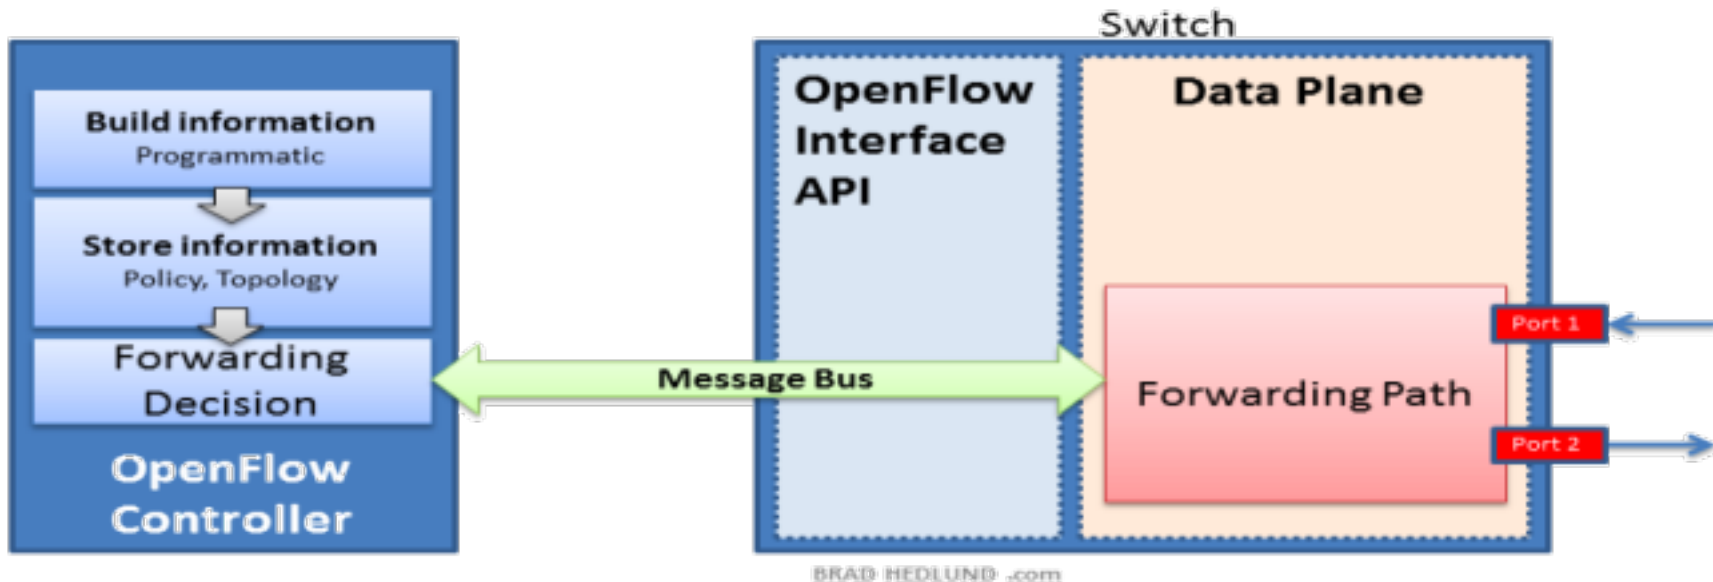 Switch
Build information
Programmatic
Store information
Policy, Topology
Forwarding
Decision
OpenFlow
Controller
Message Bus
OpenFlow
Interface
API
Data Plane
Forwarding Path
Port 1
Port 2
BRAD HEDLUND .com